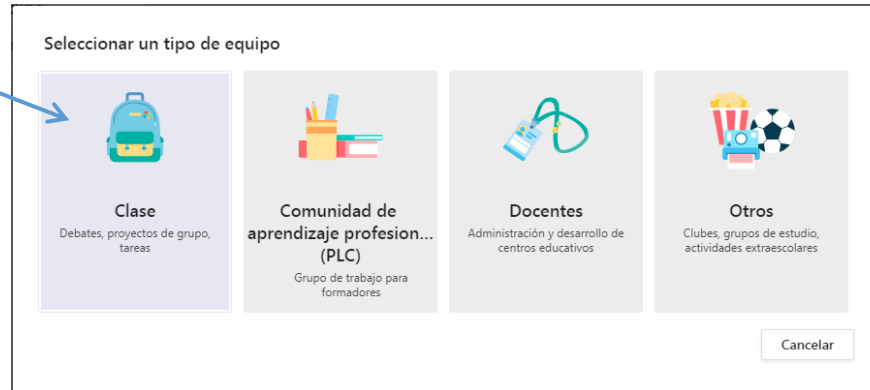 Seleccionar un tipo de equipo
Clase
Debates, proyectos de grupo,
tareas
Comunidad de
aprendizaje profesion...
(PLC)
Grupo de trabajo para
formadores
Docentes
Administración y desarrollo de
centros educativos
Otros
Clubes, grupos de estudio,
actividades extraescolares
Cancelar